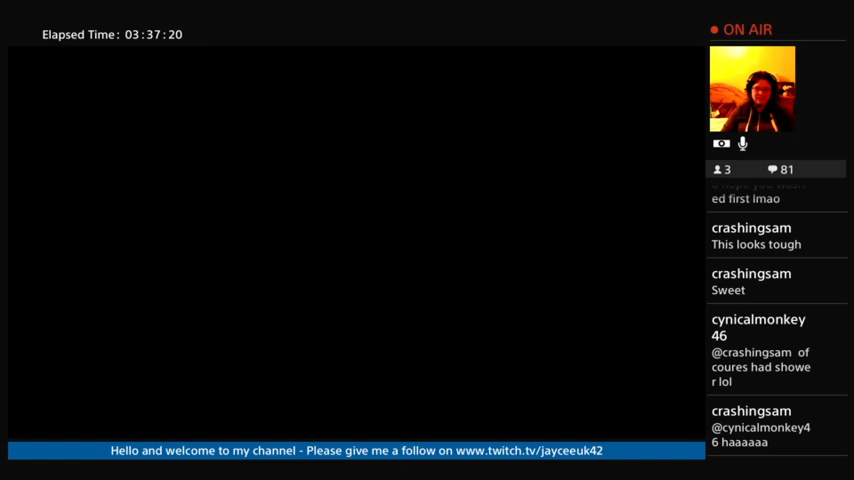 Elapsed Time: 03:37:20
ON AIR
3 81
ed first lmao
crashingsam
This looks tough
crashingsam
Sweet
cynicalmonkey
46
@crashingsam of
coures had showe
r lol
crashingsam
@cynicalmonkey4
6 haaaaaa
Hello and welcome to my channel - Please give me a follow on www.twitch.tv/jayceeuk42